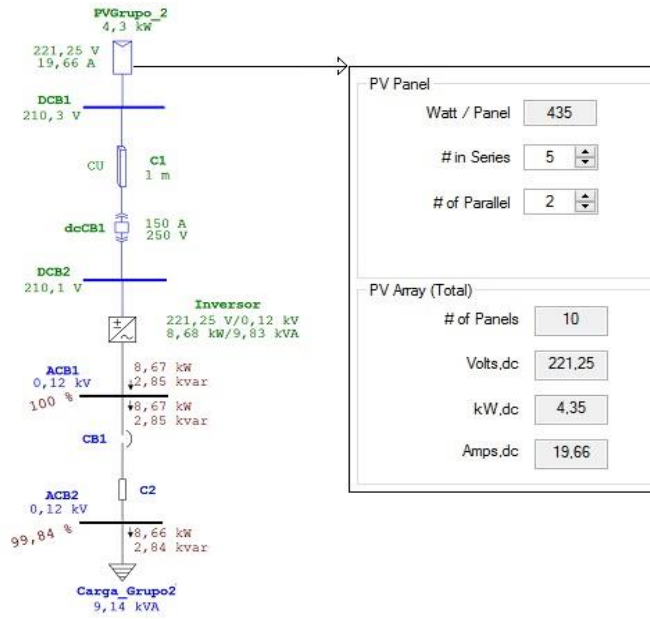 PVGrupo_2
4,3 kW
221,25 V
19,66 A
DCB1
210,3 V
CU
C1
1 m
dcCB1
150 A
250 V
DCB2
210,1 V
Inversor
221,25 V/0,12 kV
8,68 kW/9,83 kVA
ACB1
0,12 kV
100 %
8,67 kW
2,85 kvar
8,67 kW
2,85 kvar
CB1
C2
ACB2
0,12 kV
99,84 %
8,66 kW
2,84 kvar
Carga_Grupo2
9,14 kVA
PV Panel
Watt / Panel 435
# in Series 5
# of Parallel 2
PV Array (Total)
# of Panels 10
Volts,dc 221,25
kW,dc 4,35
Amps,dc 19,66